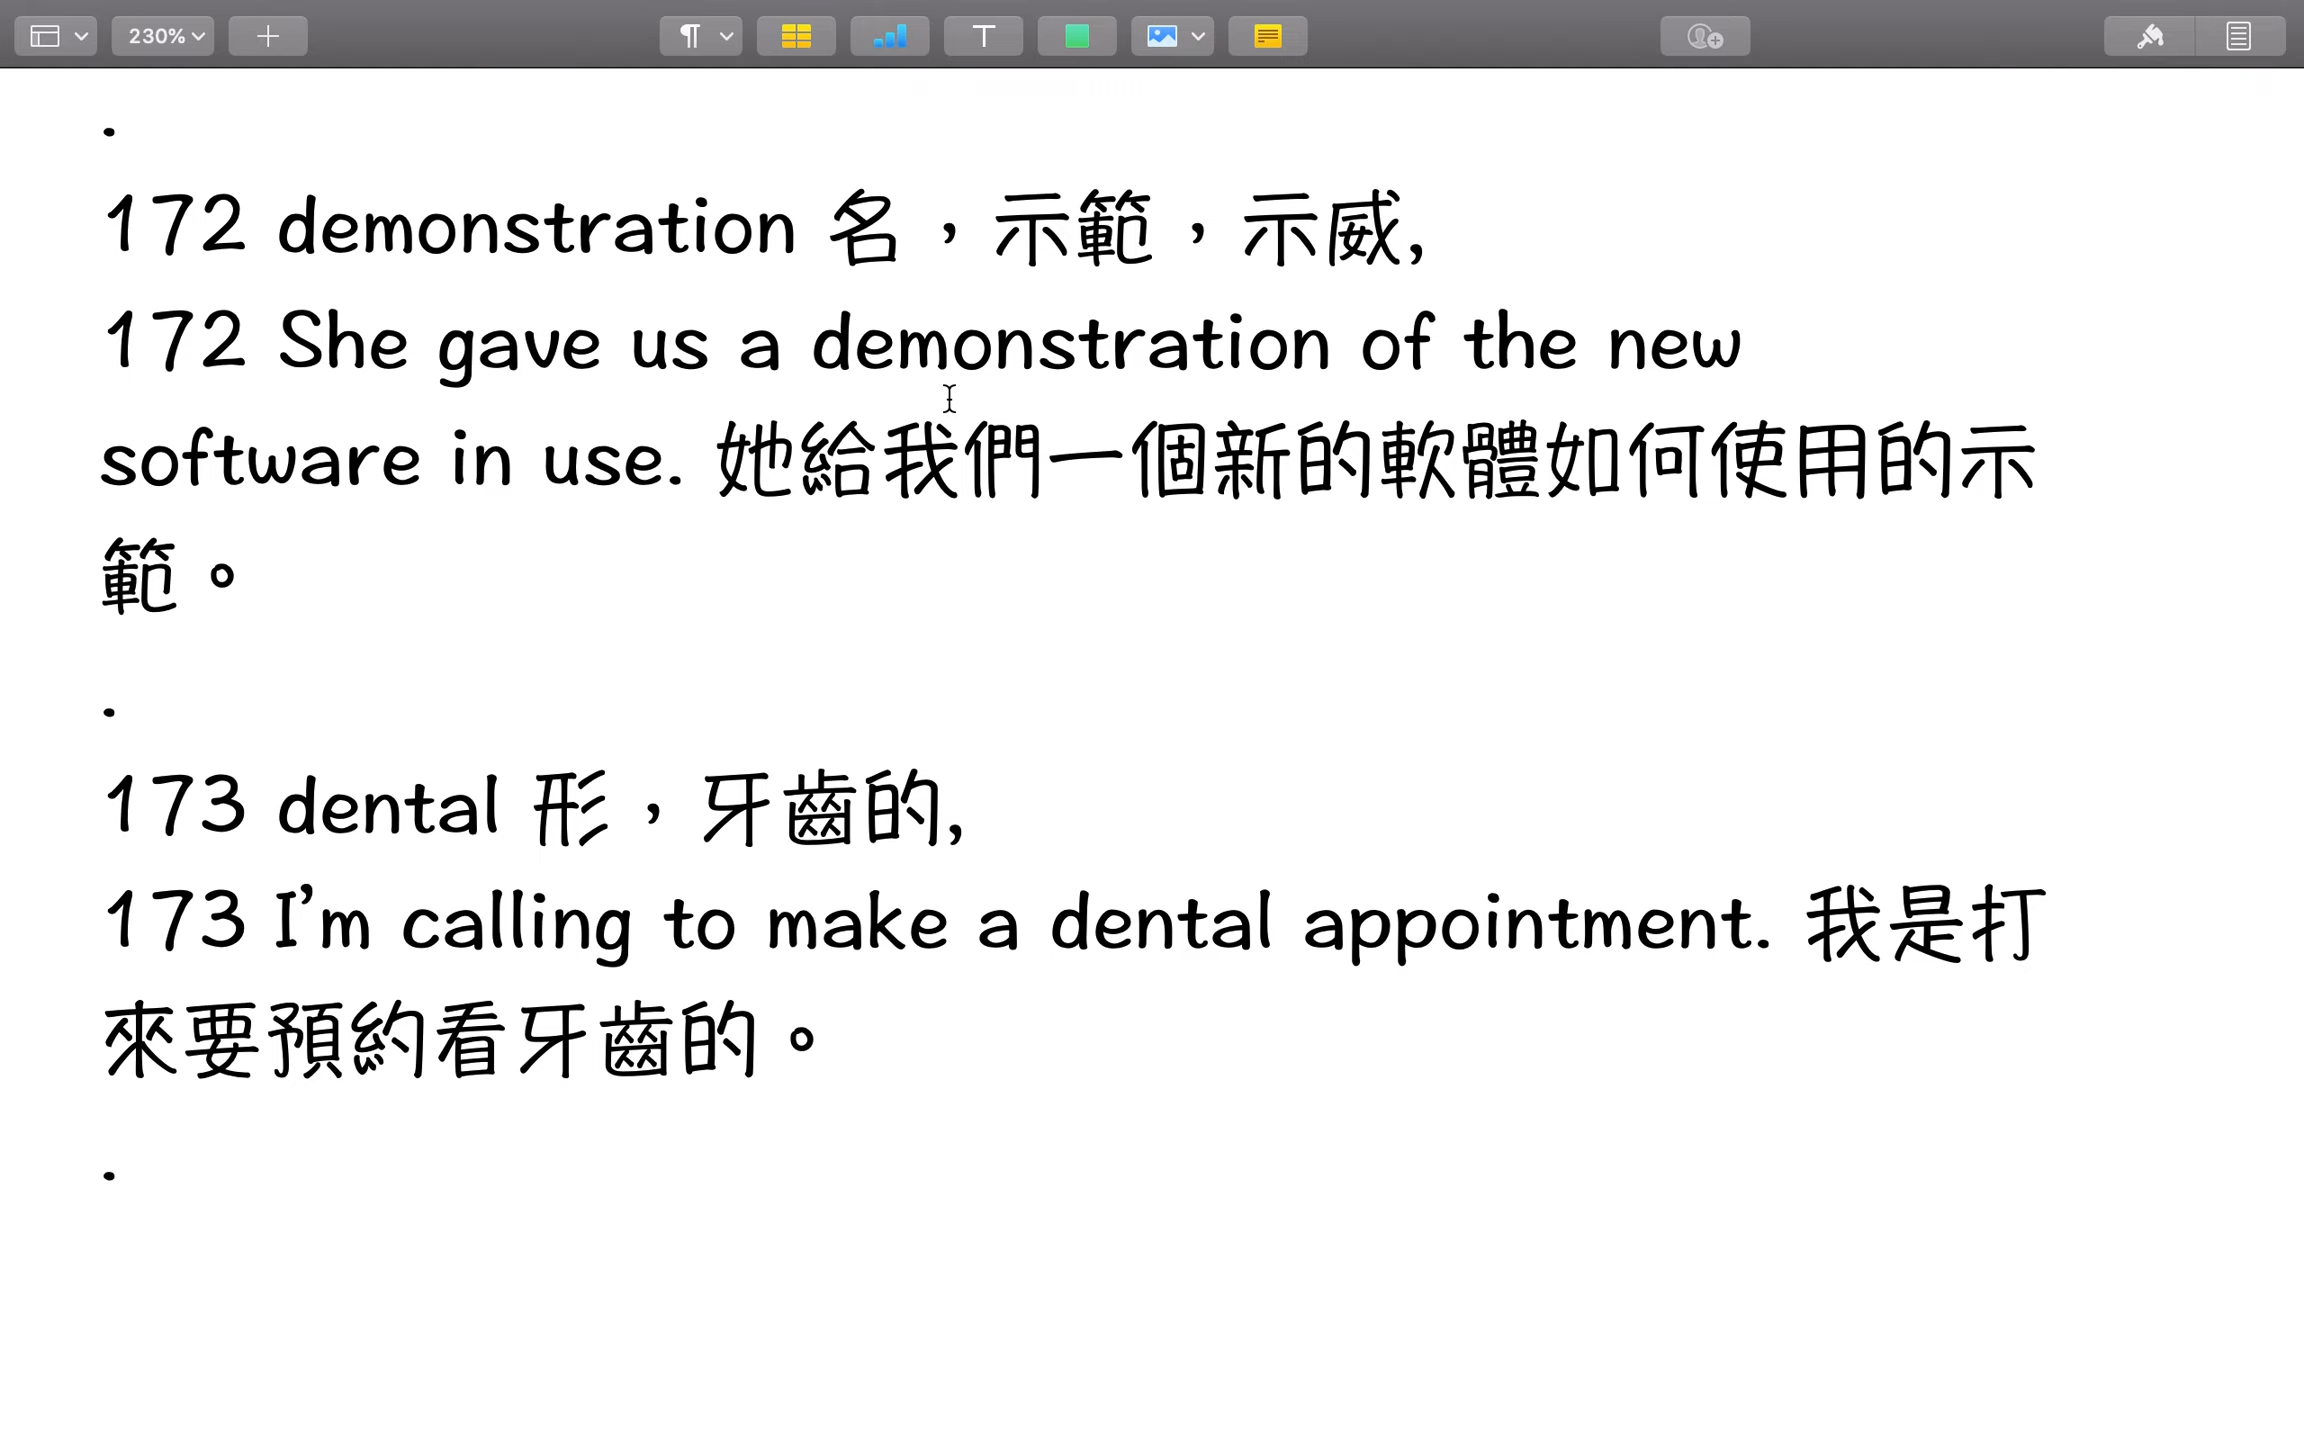 230%
.
172 demonstration 名，示範，示威,
172 She gave us a demonstration of the new
software in use. 她給我們一個新的軟體如何使用的示
範。
.
173 dental 形，牙齒的,
173 I’m calling to make a dental appointment. 我是打
來要預約看牙齒的。
.